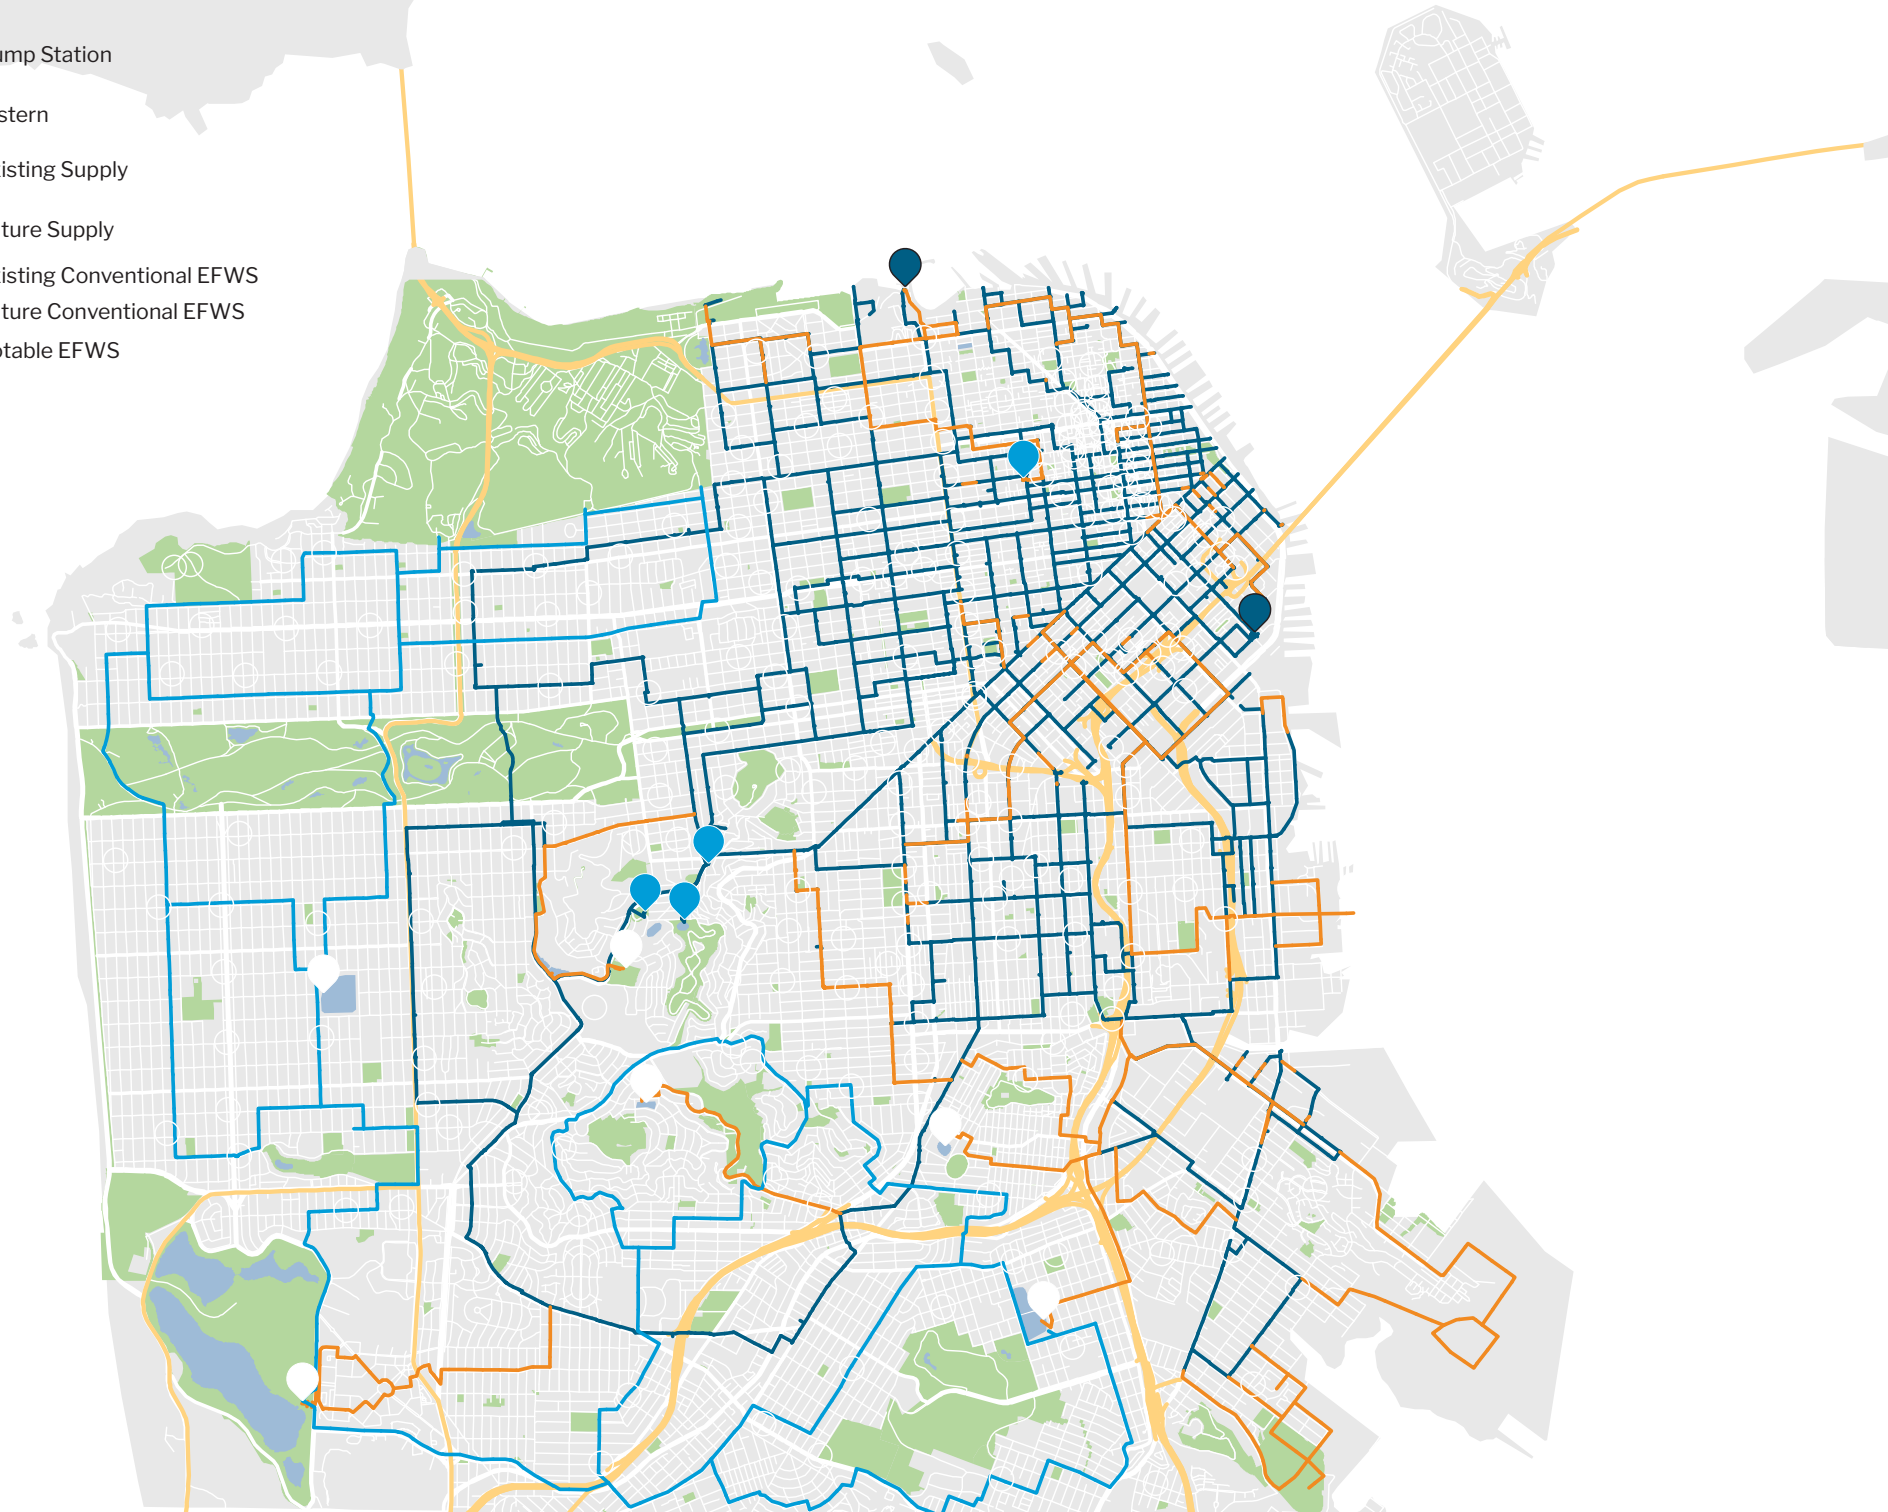 ump Station
stern
isting Supply
ture Supply
isting Conventional EFWS
ture Conventional EFWS
otable EFWS